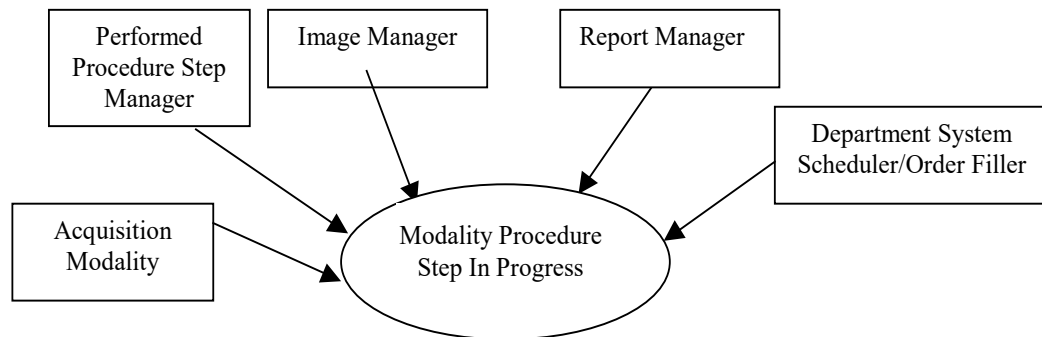 Performed
Procedure Step
Manager
Image Manager
Report Manager
Department System
Scheduler/Order Filler
Acquisition
Modality
Modality Procedure
Step In Progress